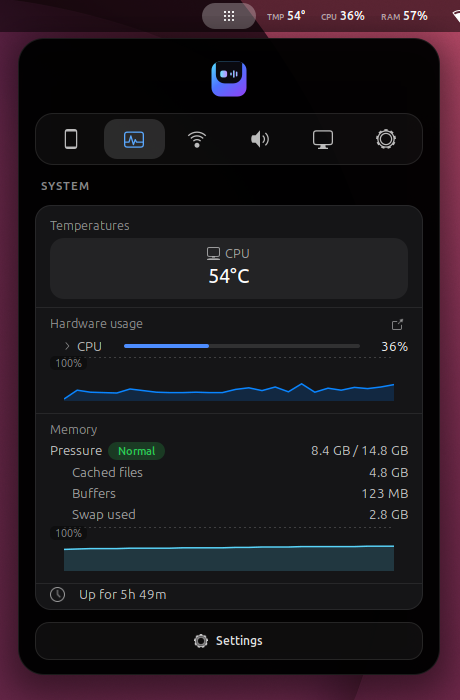 TMP 54° CPU 36% RAM 57%
SYSTEM
Temperatures
CPU
54°C
Hardware usage
CPU 36%
100%
Memory
Pressure Normal 8.4 GB / 14.8 GB
Cached files 4.8 GB
Buffers 123 MB
Swap used 2.8 GB
100%
Up for 5h 49m
Settings